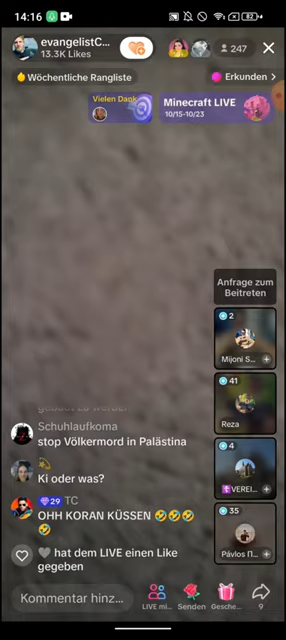 14:16
82
evangelistC...
13.3K Likes
247
Wöchentliche Rangliste
Erkunden >
Vielen Dank
Minecraft LIVE
10/15-10/23
Anfrage zum
Beitreten
2
Mijoni S...
41
Reza
4
VEREI...
35
Pávlos Π...
Schuhlaufkoma
stop Völkermord in Palästina
Ki oder was?
29 TC
OHH KORAN KÜSSEN 🤣🤣🤣
🤣
🩶 hat dem LIVE einen Like
gegeben
Kommentar hinz...
LIVE mi...
Senden
Gesche...
9